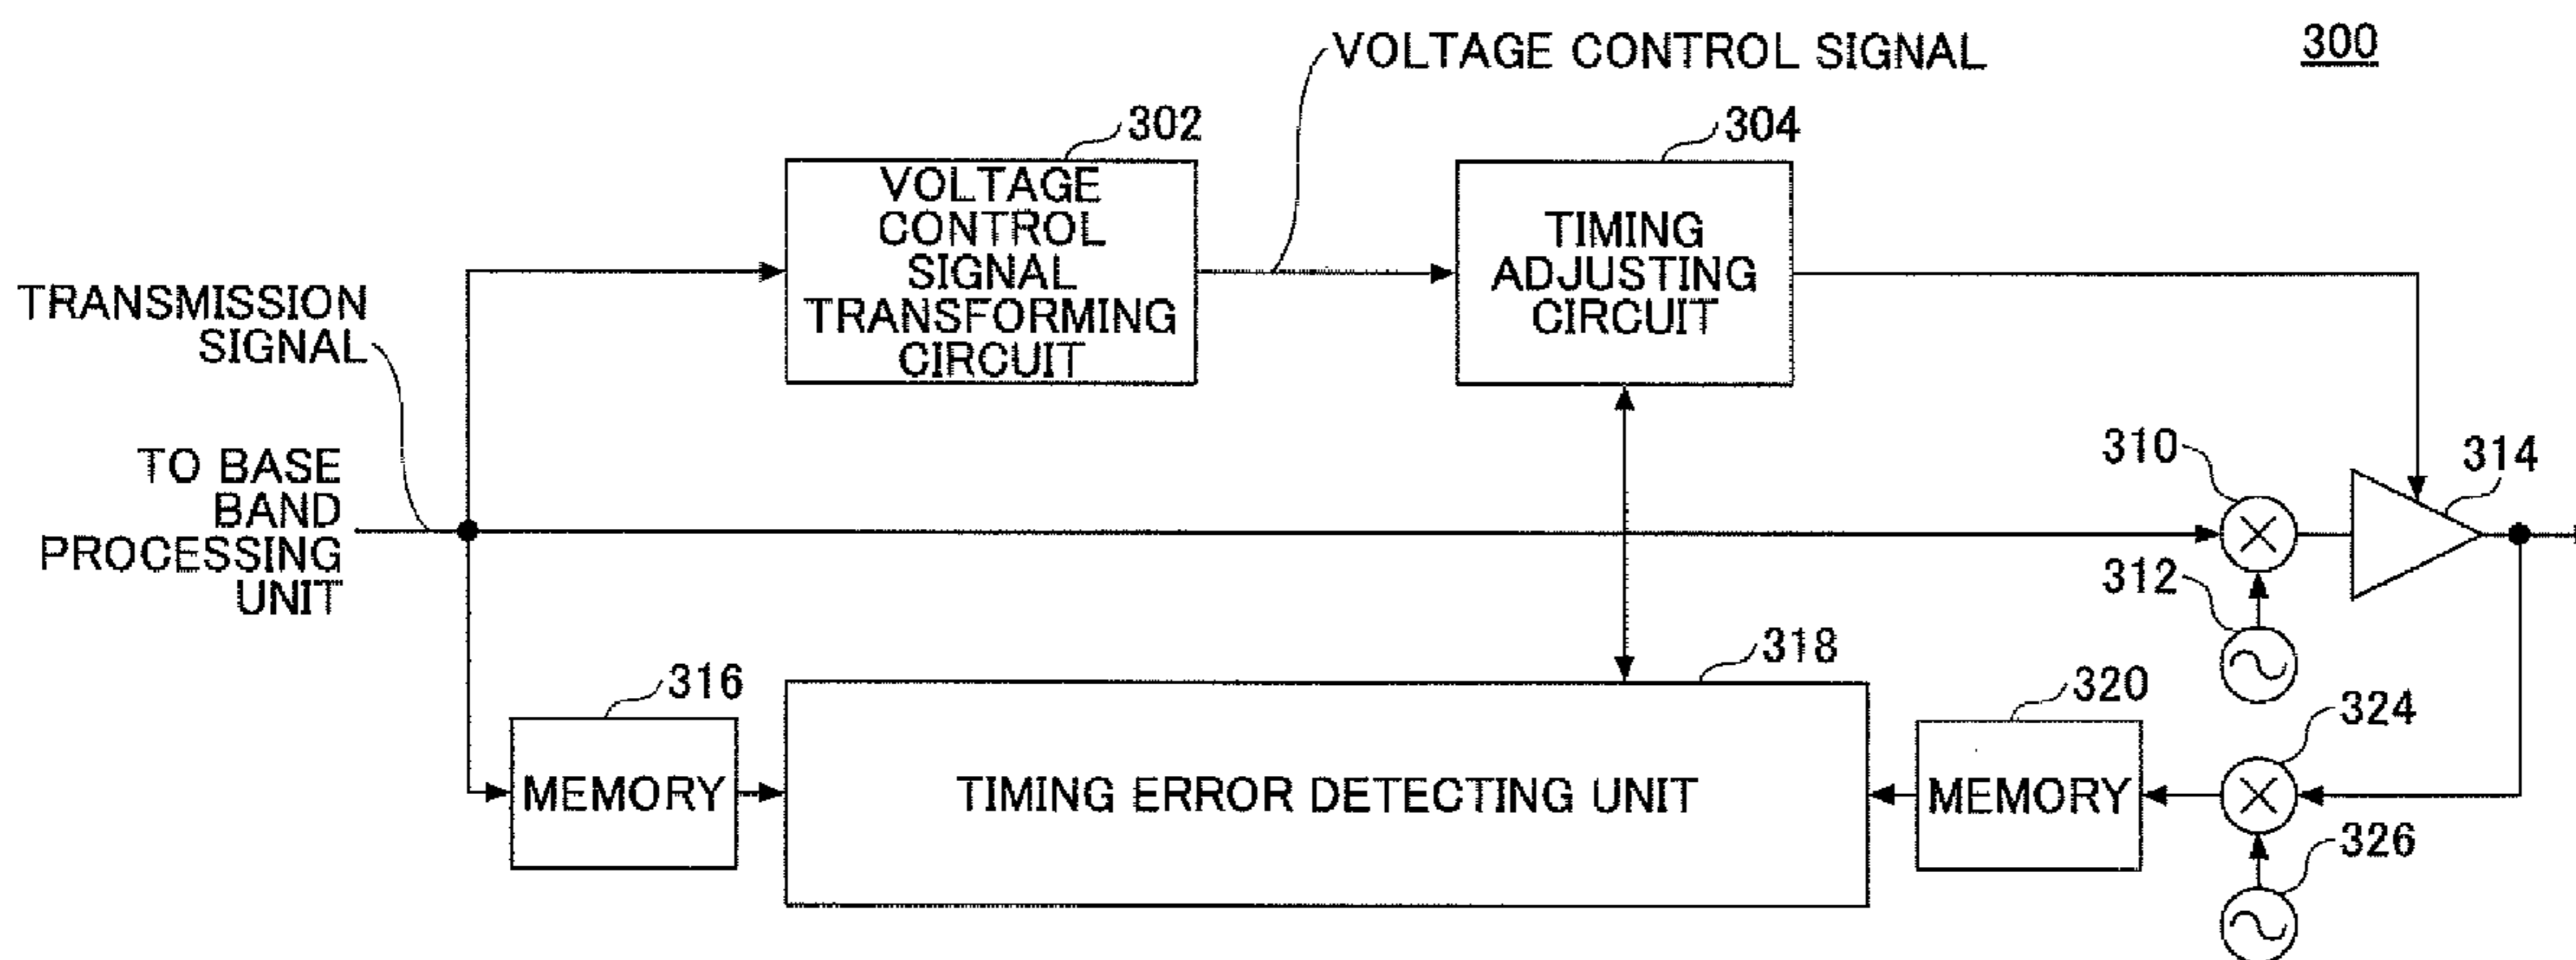 VOLTAGE CONTROL SIGNAL
300
302
304
VOLTAGE
CONTROL
SIGNAL
TRANSFORMING
CIRCUIT
TIMING
ADJUSTING
CIRCUIT
TRANSMISSION
SIGNAL
TO BASE
BAND
PROCESSING
UNIT
310
314
312
316
318
320
324
MEMORY
TIMING ERROR DETECTING UNIT
MEMORY
326